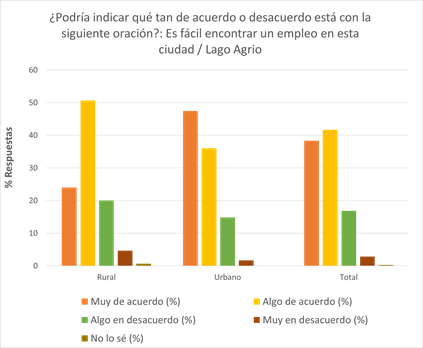 ¿Podría indicar qué tan de acuerdo o desacuerdo está con la
siguiente oración?: Es fácil encontrar un empleo en esta
ciudad / Lago Agrio
% Respuestas
60
50
40
30
20
10
0
Rural Urbano Total
Muy de acuerdo (%) Algo de acuerdo (%)
Algo en desacuerdo (%) Muy en desacuerdo (%)
No lo sé (%)